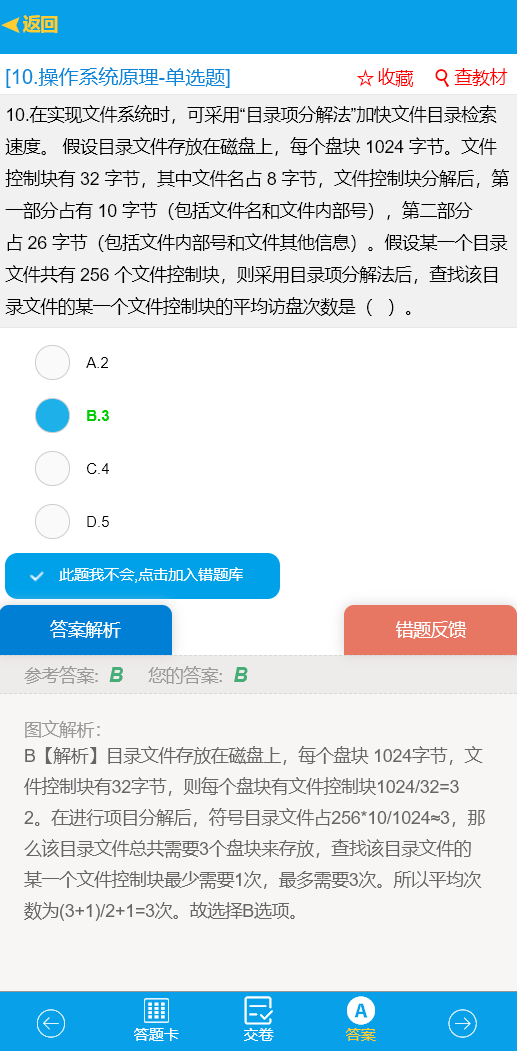 返回
[10.操作系统原理-单选题] 收藏 查教材
10.在实现文件系统时，可采用“目录项分解法”加快文件目录检索
速度。 假设目录文件存放在磁盘上，每个盘块 1024 字节。文件
控制块有 32 字节，其中文件名占 8 字节，文件控制块分解后，第
一部分占有 10 字节（包括文件名和文件内部号），第二部分
占 26 字节（包括文件内部号和文件其他信息）。假设某一个目录
文件共有 256 个文件控制块，则采用目录项分解法后，查找该目
录文件的某一个文件控制块的平均访盘次数是（ ）。
A.2
B.3
C.4
D.5
此题我不会,点击加入错题库
答案解析 错题反馈
参考答案: B 您的答案: B
图文解析:
B【解析】目录文件存放在磁盘上，每个盘块 1024字节，文
件控制块有32字节，则每个盘块有文件控制块1024/32=3
2。在进行项目分解后，符号目录文件占256*10/1024≈3，那
么该目录文件总共需要3个盘块来存放，查找该目录文件的
某一个文件控制块最少需要1次，最多需要3次。所以平均次
数为(3+1)/2+1=3次。故选择B选项。
A
答题卡 交卷 答案